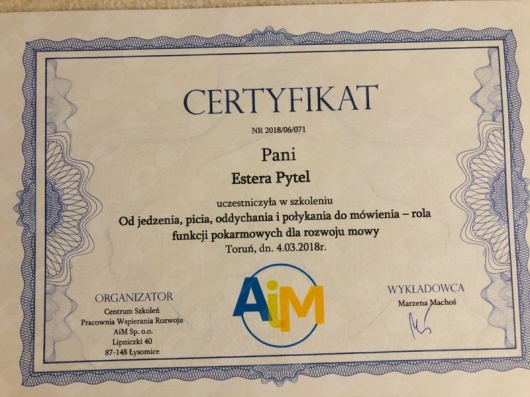 CERTYFIKAT
NR 2018/06/071
Pani
Estera Pytel
uczestniczyła w szkoleniu
Od jedzenia, picia, oddychania i połykania do mówienia – rola
funkcji pokarmowych dla rozwoju mowy
Toruń, dn. 4.03.2018r.
ORGANIZATOR
Centrum Szkoleń
Pracownia Wspierania Rozwoju
AiM Sp. o.o.
Lipniczki 40
87-148 Łysomice
AiM
WYKŁADOWCA
Marzena Machoś